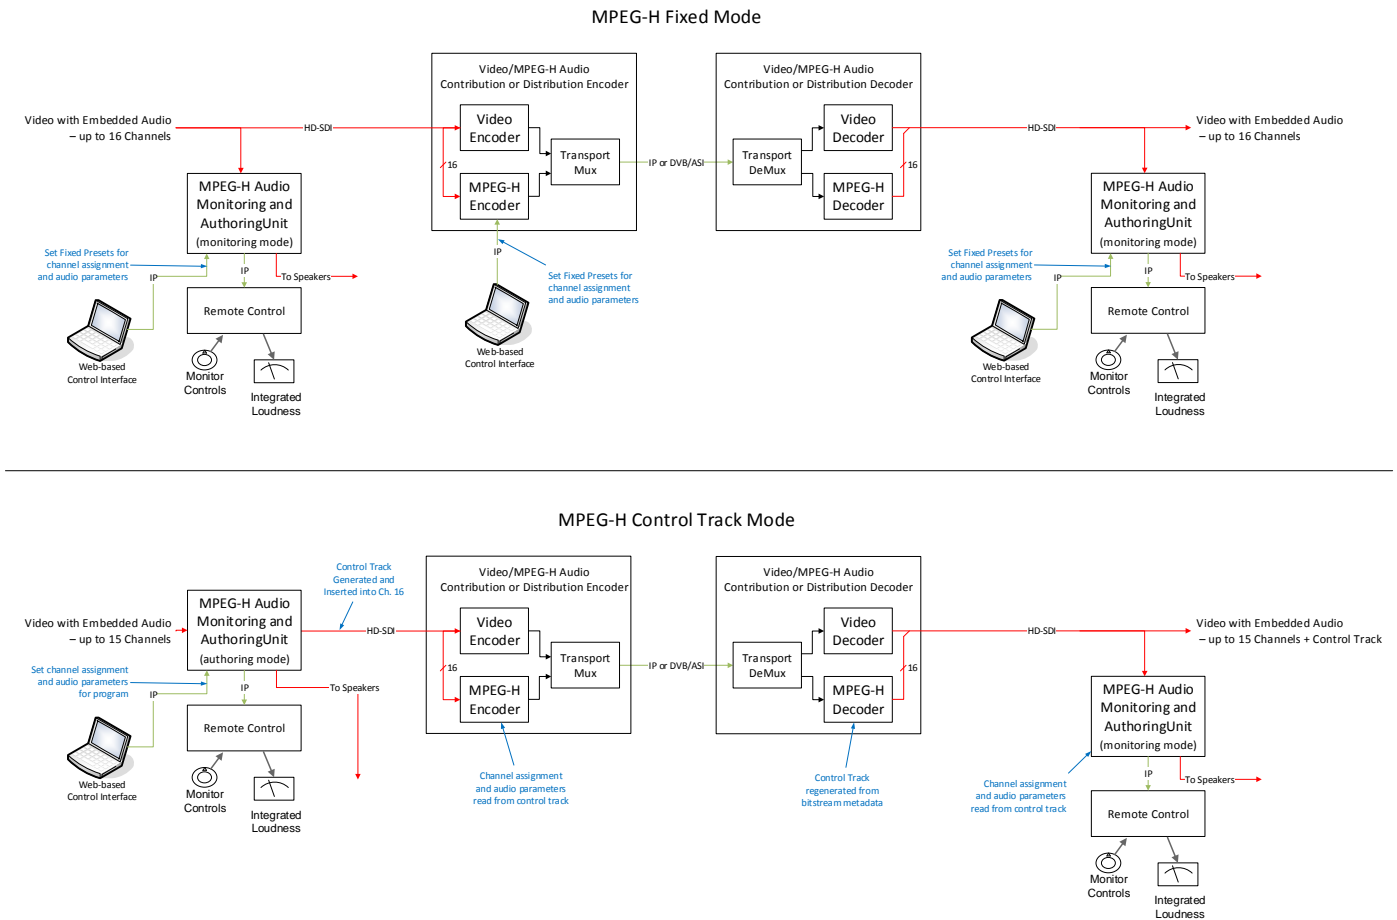 MPEG-H Fixed Mode
Video with Embedded Audio
– up to 16 Channels
HD-SDI
MPEG-H Audio
Monitoring and
AuthoringUnit
(monitoring mode)
Set Fixed Presets for
channel assignment
and audio parameters
IP
IP
To Speakers
Remote Control
Web-based
Control Interface
Monitor
Controls
Integrated
Loudness
Video/MPEG-H Audio
Contribution or Distribution Encoder
Video
Encoder
16
MPEG-H
Encoder
Transport
Mux
IP
Set Fixed Presets for
channel assignment
and audio parameters
Web-based
Control Interface
IP or DVB/ASI
Video/MPEG-H Audio
Contribution or Distribution Decoder
Transport
DeMux
Video
Decoder
16
MPEG-H
Decoder
HD-SDI
Video with Embedded Audio
– up to 16 Channels
MPEG-H Audio
Monitoring and
AuthoringUnit
(monitoring mode)
Set Fixed Presets for
channel assignment
and audio parameters
IP
IP
To Speakers
Remote Control
Web-based
Control Interface
Monitor
Controls
Integrated
Loudness
MPEG-H Control Track Mode
Video with Embedded Audio
– up to 15 Channels
MPEG-H Audio
Monitoring and
AuthoringUnit
(authoring mode)
Control Track
Generated and
Inserted into Ch. 16
HD-SDI
Set channel assignment
and audio parameters
for program
IP
IP
To Speakers
Remote Control
Web-based
Control Interface
Monitor
Controls
Integrated
Loudness
Video/MPEG-H Audio
Contribution or Distribution Encoder
Video
Encoder
16
MPEG-H
Encoder
Transport
Mux
Channel assignment
and audio parameters
read from control track
IP or DVB/ASI
Video/MPEG-H Audio
Contribution or Distribution Decoder
Transport
DeMux
Video
Decoder
16
MPEG-H
Decoder
Control Track
regenerated from
bitstream metadata
HD-SDI
Video with Embedded Audio
– up to 15 Channels + Control Track
MPEG-H Audio
Monitoring and
AuthoringUnit
(monitoring mode)
Channel assignment
and audio parameters
read from control track
IP
To Speakers
Remote Control
Monitor
Controls
Integrated
Loudness